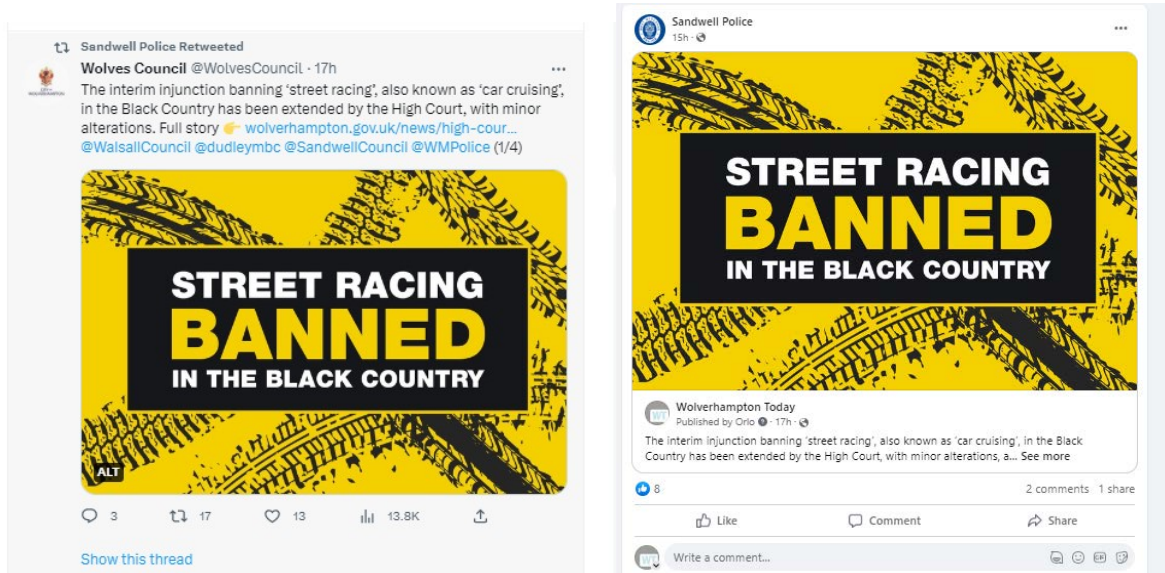 Sandwell Police Retweeted
Wolves Council @WolvesCouncil · 17h
The interim injunction banning 'street racing', also known as 'car cruising',
in the Black Country has been extended by the High Court, with minor
alterations. Full story 👉 wolverhampton.gov.uk/news/high-cour...
@WalsallCouncil @dudleymbc @SandwellCouncil @WMPolice (1/4)
STREET RACING
BANNED
IN THE BLACK COUNTRY
ALT
3 17 13 13.8K
Show this thread
Sandwell Police
15h ·
STREET RACING
BANNED
IN THE BLACK COUNTRY
WT
Wolverhampton Today
Published by Orlo · 17h ·
The interim injunction banning 'street racing', also known as 'car cruising', in the Black
Country has been extended by the High Court, with minor alterations, a... See more
8
2 comments 1 share
Like Comment Share
WT
Write a comment...
GIF